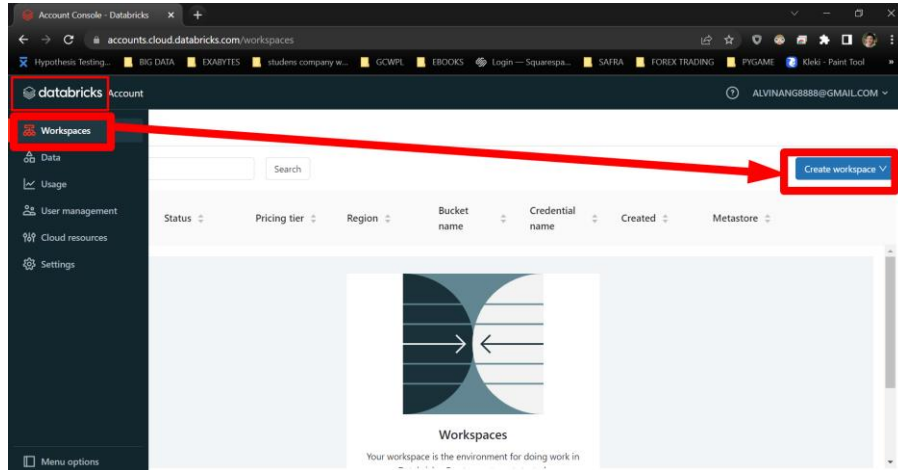 Account Console - Databricks
accounts.cloud.databricks.com/workspaces
Hypothesis Testing... BIG DATA EXABYTES studens company w... GCWPL EBOOKS Login — Squarespa... SAFRA FOREX TRADING PYGAME Kleki - Paint Tool »
databricks Account
ALVINANG8888@GMAIL.COM
Workspaces
Data
Usage
User management
Cloud resources
Settings
Menu options
Search
Create workspace
Status Pricing tier Region Bucket name Credential name Created Metastore
Workspaces
Your workspace is the environment for doing work in